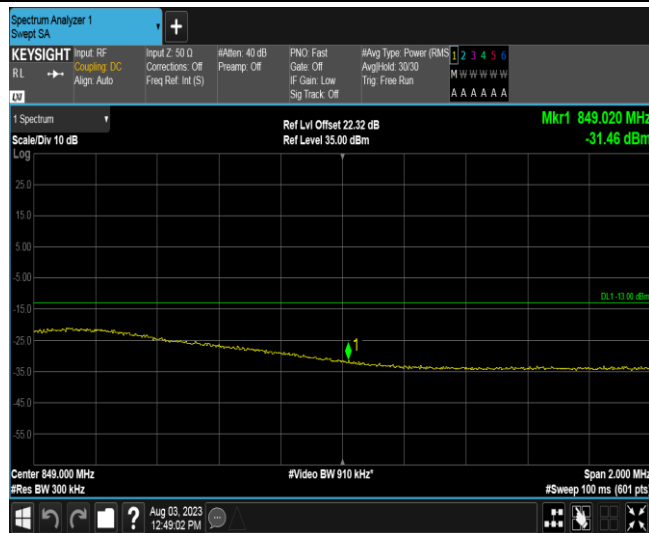 Spectrum Analyzer 1
Swept SA
+
KEYSIGHT
RL
LXI
Input: RF
Coupling: DC
Align: Auto
Input Z: 50 Ω
Corrections: Off
Freq Ref: Int (S)
#Atten: 40 dB
Preamp: Off
PNO: Fast
Gate: Off
IF Gain: Low
Sig Track: Off
#Avg Type: Power (RMS
Avg|Hold: 30/30
Trig: Free Run
1 2 3 4 5 6
M W W W W W
A A A A A A
1 Spectrum
Scale/Div 10 dB
Log
Ref Lvl Offset 22.32 dB
Ref Level 35.00 dBm
Mkr1 849.020 MHz
-31.46 dBm
25.0
15.0
5.00
-5.00
DL1 -13.00 dBm
-15.0
-25.0
1
-35.0
-45.0
-55.0
Center 849.000 MHz
#Res BW 300 kHz
#Video BW 910 kHz*
Span 2.000 MHz
#Sweep 100 ms (601 pts)
?
Aug 03, 2023
12:49:02 PM